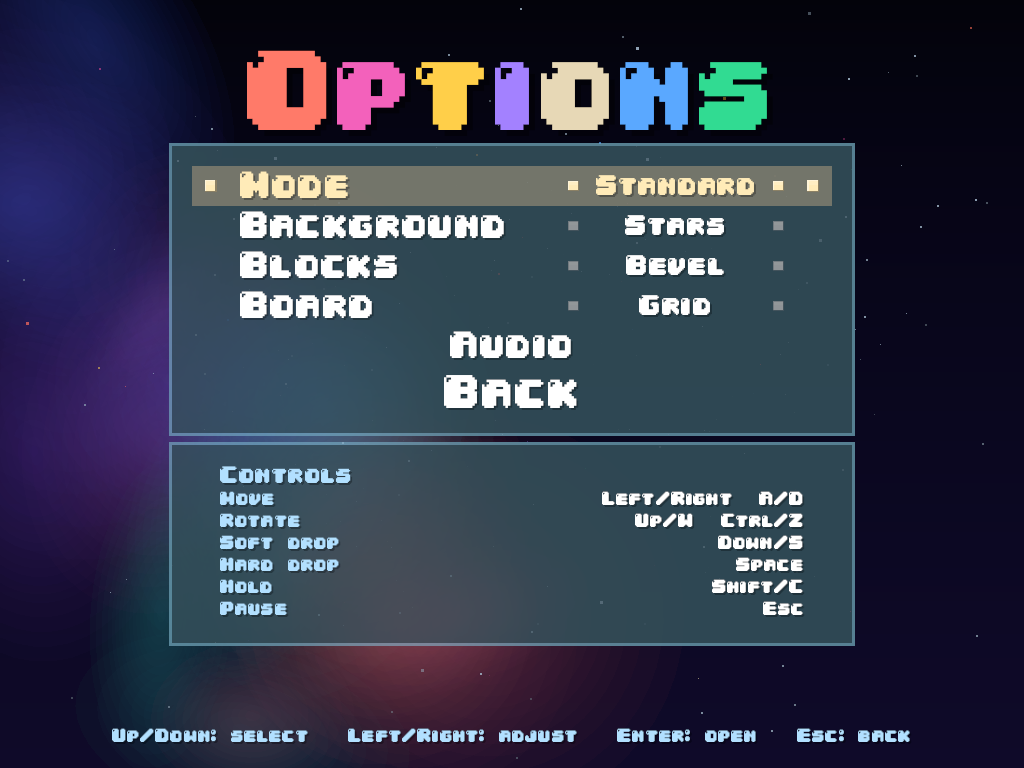 Options
Mode Standard
Background Stars
Blocks Bevel
Board Grid
Audio
Back
Controls
Move Left/Right A/D
Rotate Up/W Ctrl/Z
Soft drop Down/S
Hard drop Space
Hold Shift/C
Pause Esc
Up/Down: select Left/Right: adjust Enter: open Esc: back